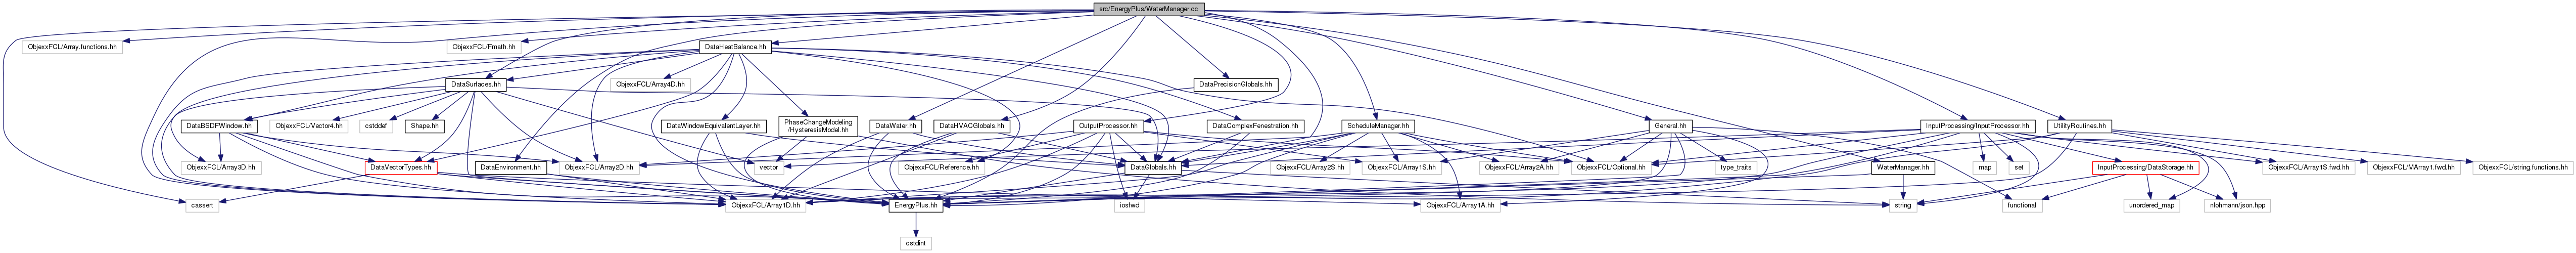 src/EnergyPlus/WaterManager.cc
ObjexxFCL/Array.functions.hh
ObjexxFCL/Fmath.hh
DataHeatBalance.hh
DataSurfaces.hh
ObjexxFCL/Array4D.hh
DataPrecisionGlobals.hh
DataBSDFWindow.hh
ObjexxFCL/Vector4.hh
cstddef
Shape.hh
DataWindowEquivalentLayer.hh
PhaseChangeModeling
/HysteresisModel.hh
DataWater.hh
DataHVACGlobals.hh
OutputProcessor.hh
DataComplexFenestration.hh
ScheduleManager.hh
General.hh
InputProcessing/InputProcessor.hh
UtilityRoutines.hh
ObjexxFCL/Array3D.hh
DataVectorTypes.hh
DataEnvironment.hh
ObjexxFCL/Array2D.hh
vector
ObjexxFCL/Reference.hh
DataGlobals.hh
ObjexxFCL/Array2S.hh
ObjexxFCL/Array1S.hh
ObjexxFCL/Array2A.hh
ObjexxFCL/Optional.hh
type_traits
WaterManager.hh
map
set
InputProcessing/DataStorage.hh
ObjexxFCL/Array1S.fwd.hh
ObjexxFCL/MArray1.fwd.hh
ObjexxFCL/string.functions.hh
cassert
ObjexxFCL/Array1D.hh
EnergyPlus.hh
iosfwd
ObjexxFCL/Array1A.hh
string
functional
unordered_map
nlohmann/json.hpp
cstdint